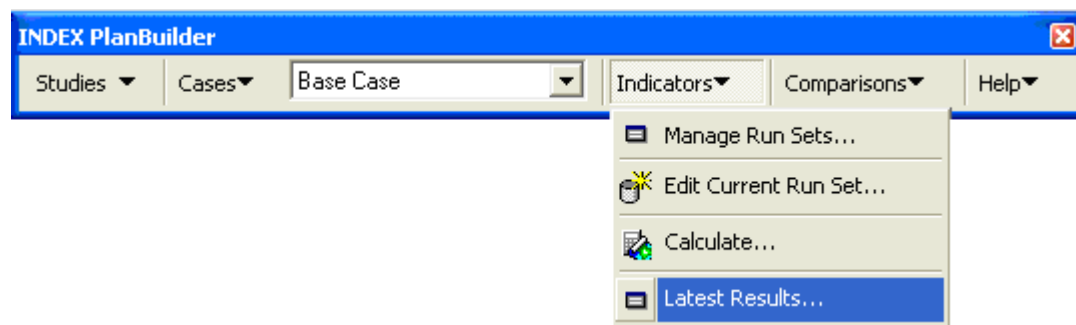 INDEX PlanBuilder
Studies Cases Base Case Indicators Comparisons Help
Manage Run Sets...
Edit Current Run Set...
Calculate...
Latest Results...